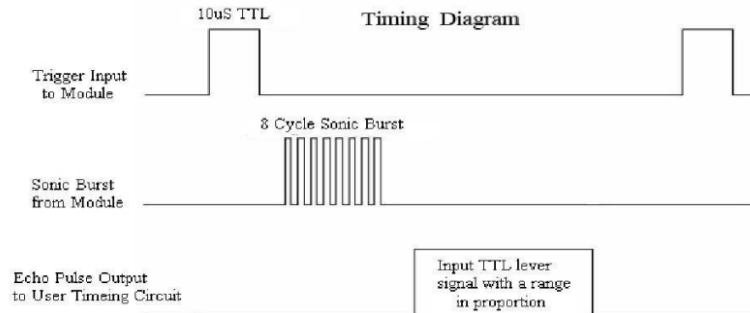 10uS TTL
Timing Diagram
Trigger Input
to Module
8 Cycle Sonic Burst
Sonic Burst
from Module
Echo Pulse Output
to User Timeing Circuit
Input TTL lever
signal with a range
in proportion